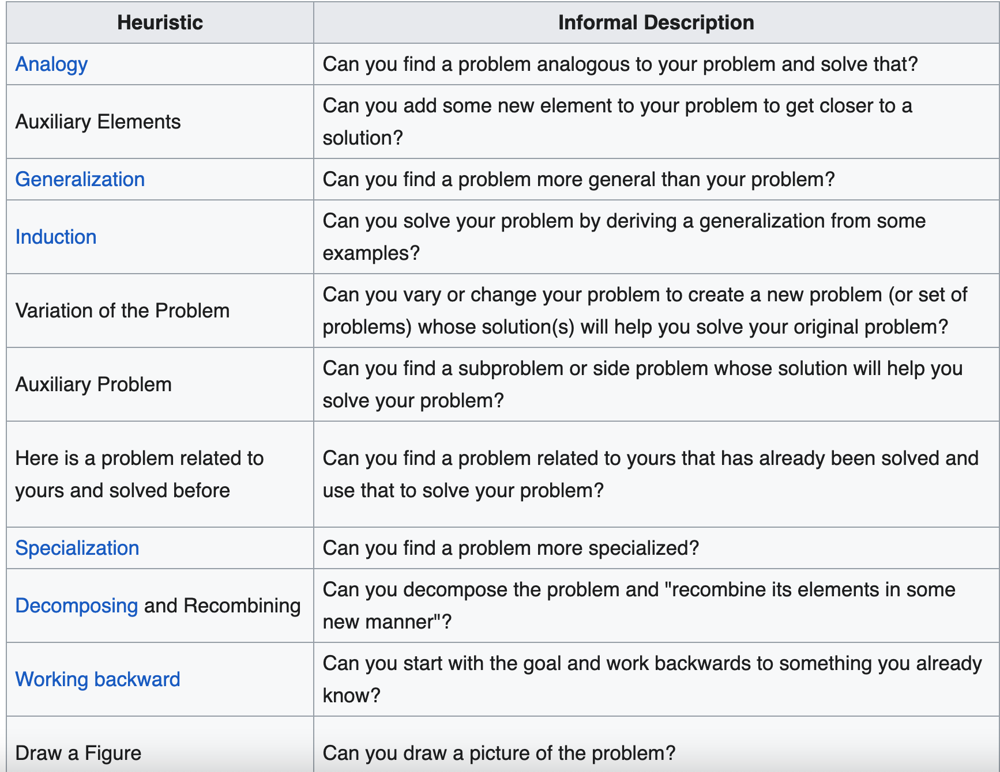 Heuristic
Informal Description
Analogy
Can you find a problem analogous to your problem and solve that?
Auxiliary Elements
Can you add some new element to your problem to get closer to a
solution?
Generalization
Can you find a problem more general than your problem?
Induction
Can you solve your problem by deriving a generalization from some
examples?
Variation of the Problem
Can you vary or change your problem to create a new problem (or set of
problems) whose solution(s) will help you solve your original problem?
Auxiliary Problem
Can you find a subproblem or side problem whose solution will help you
solve your problem?
Here is a problem related to
yours and solved before
Can you find a problem related to yours that has already been solved and
use that to solve your problem?
Specialization
Can you find a problem more specialized?
Decomposing and Recombining
Can you decompose the problem and "recombine its elements in some
new manner"?
Working backward
Can you start with the goal and work backwards to something you already
know?
Draw a Figure
Can you draw a picture of the problem?